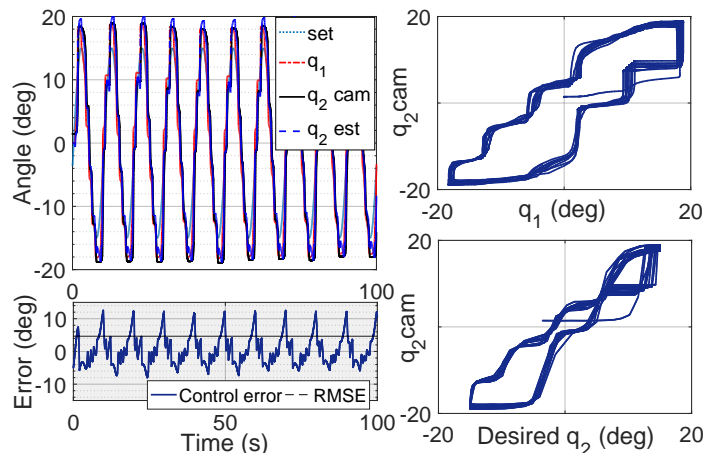 20
10
0
-10
-20
Angle (deg)
set
q1
q2 cam
q2 est
0
100
10
0
-10
Error (deg)
Control error
RMSE
0
50
100
Time (s)
20
-20
q2cam
-20
20
q1 (deg)
20
-20
q2cam
-20
20
Desired q2 (deg)